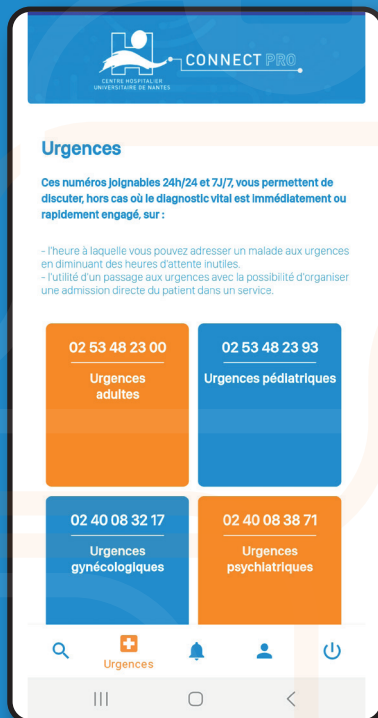 CENTRE HOSPITALIER
UNIVERSITAIRE DE NANTES
CONNECT PRO
Urgences
Ces numéros joignables 24h/24 et 7J/7, vous permettent de
discuter, hors cas où le diagnostic vital est immédiatement ou
rapidement engagé, sur :
- l'heure à laquelle vous pouvez adresser un malade aux urgences
en diminuant des heures d'attente inutiles.
- l'utilité d'un passage aux urgences avec la possibilité d'organiser
une admission directe du patient dans un service.
02 53 48 23 00
Urgences
adultes
02 53 48 23 93
Urgences pédiatriques
02 40 08 32 17
Urgences
gynécologiques
02 40 08 38 71
Urgences
psychiatriques
Urgences